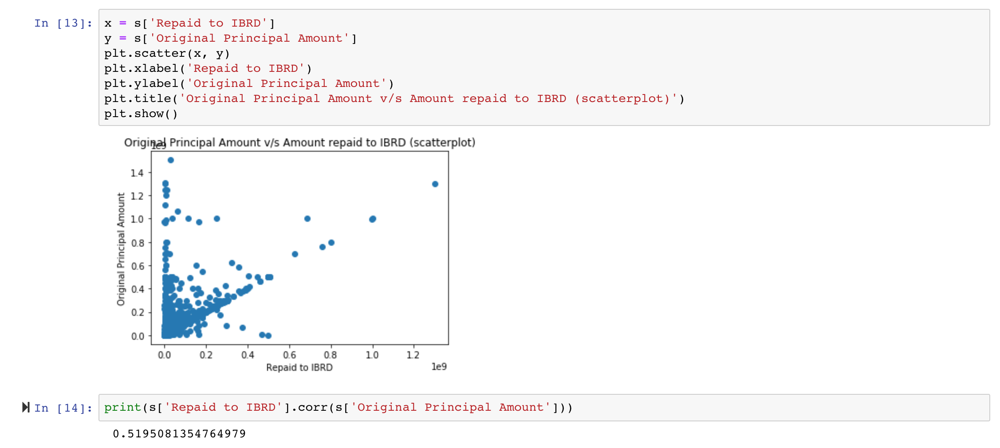 In [13]:
x = s['Repaid to IBRD']
y = s['Original Principal Amount']
plt.scatter(x, y)
plt.xlabel('Repaid to IBRD')
plt.ylabel('Original Principal Amount')
plt.title('Original Principal Amount v/s Amount repaid to IBRD (scatterplot)')
plt.show()
Original Principal Amount v/s Amount repaid to IBRD (scatterplot)
1e9
1.4
1.2
1.0
0.8
0.6
0.4
0.2
0.0
Original Principal Amount
0.0 0.2 0.4 0.6 0.8 1.0 1.2
Repaid to IBRD
1e9
In [14]:
print(s['Repaid to IBRD'].corr(s['Original Principal Amount']))
0.5195081354764979